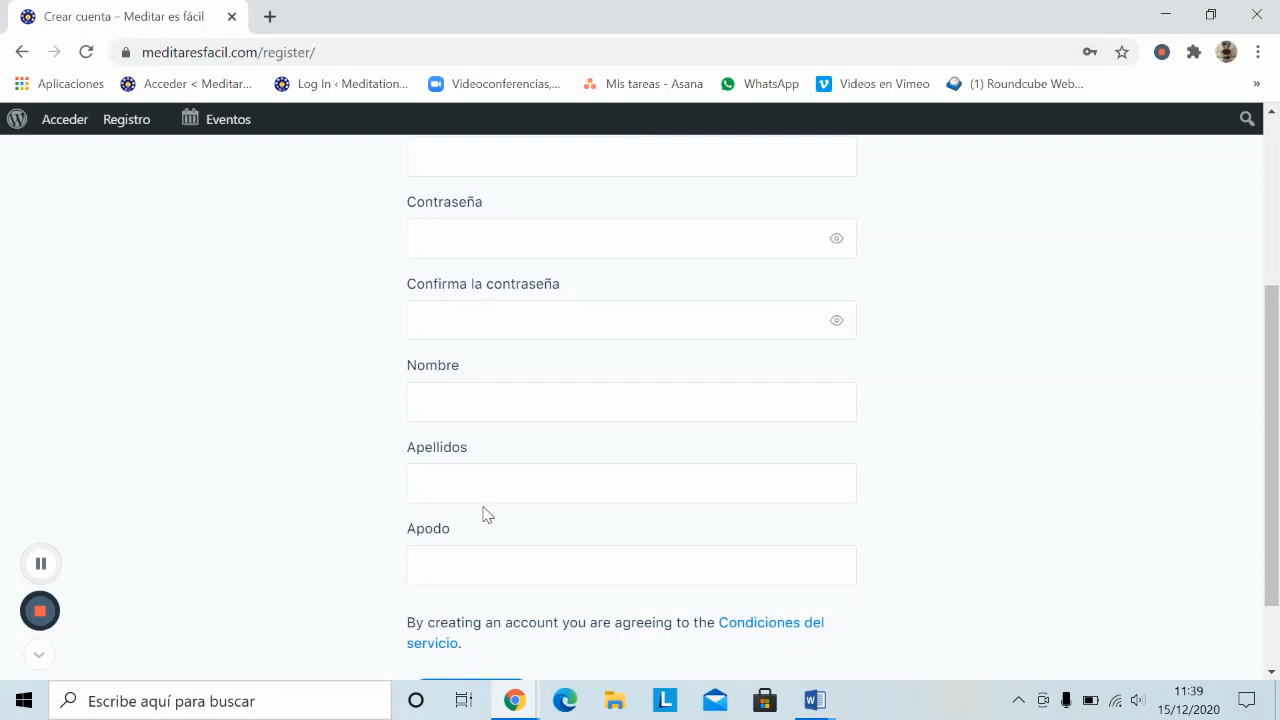 Crear cuenta – Meditar es fácil
meditaresfacil.com/register/
Aplicaciones
Acceder < Meditar...
Log In ‹ Meditation...
Videoconferencias,...
Mis tareas - Asana
WhatsApp
Videos en Vimeo
(1) Roundcube Web...
»
Acceder
Registro
Eventos
Contraseña
Confirma la contraseña
Nombre
Apellidos
Apodo
By creating an account you are agreeing to the Condiciones del
servicio.
Escribe aquí para buscar
11:39
15/12/2020